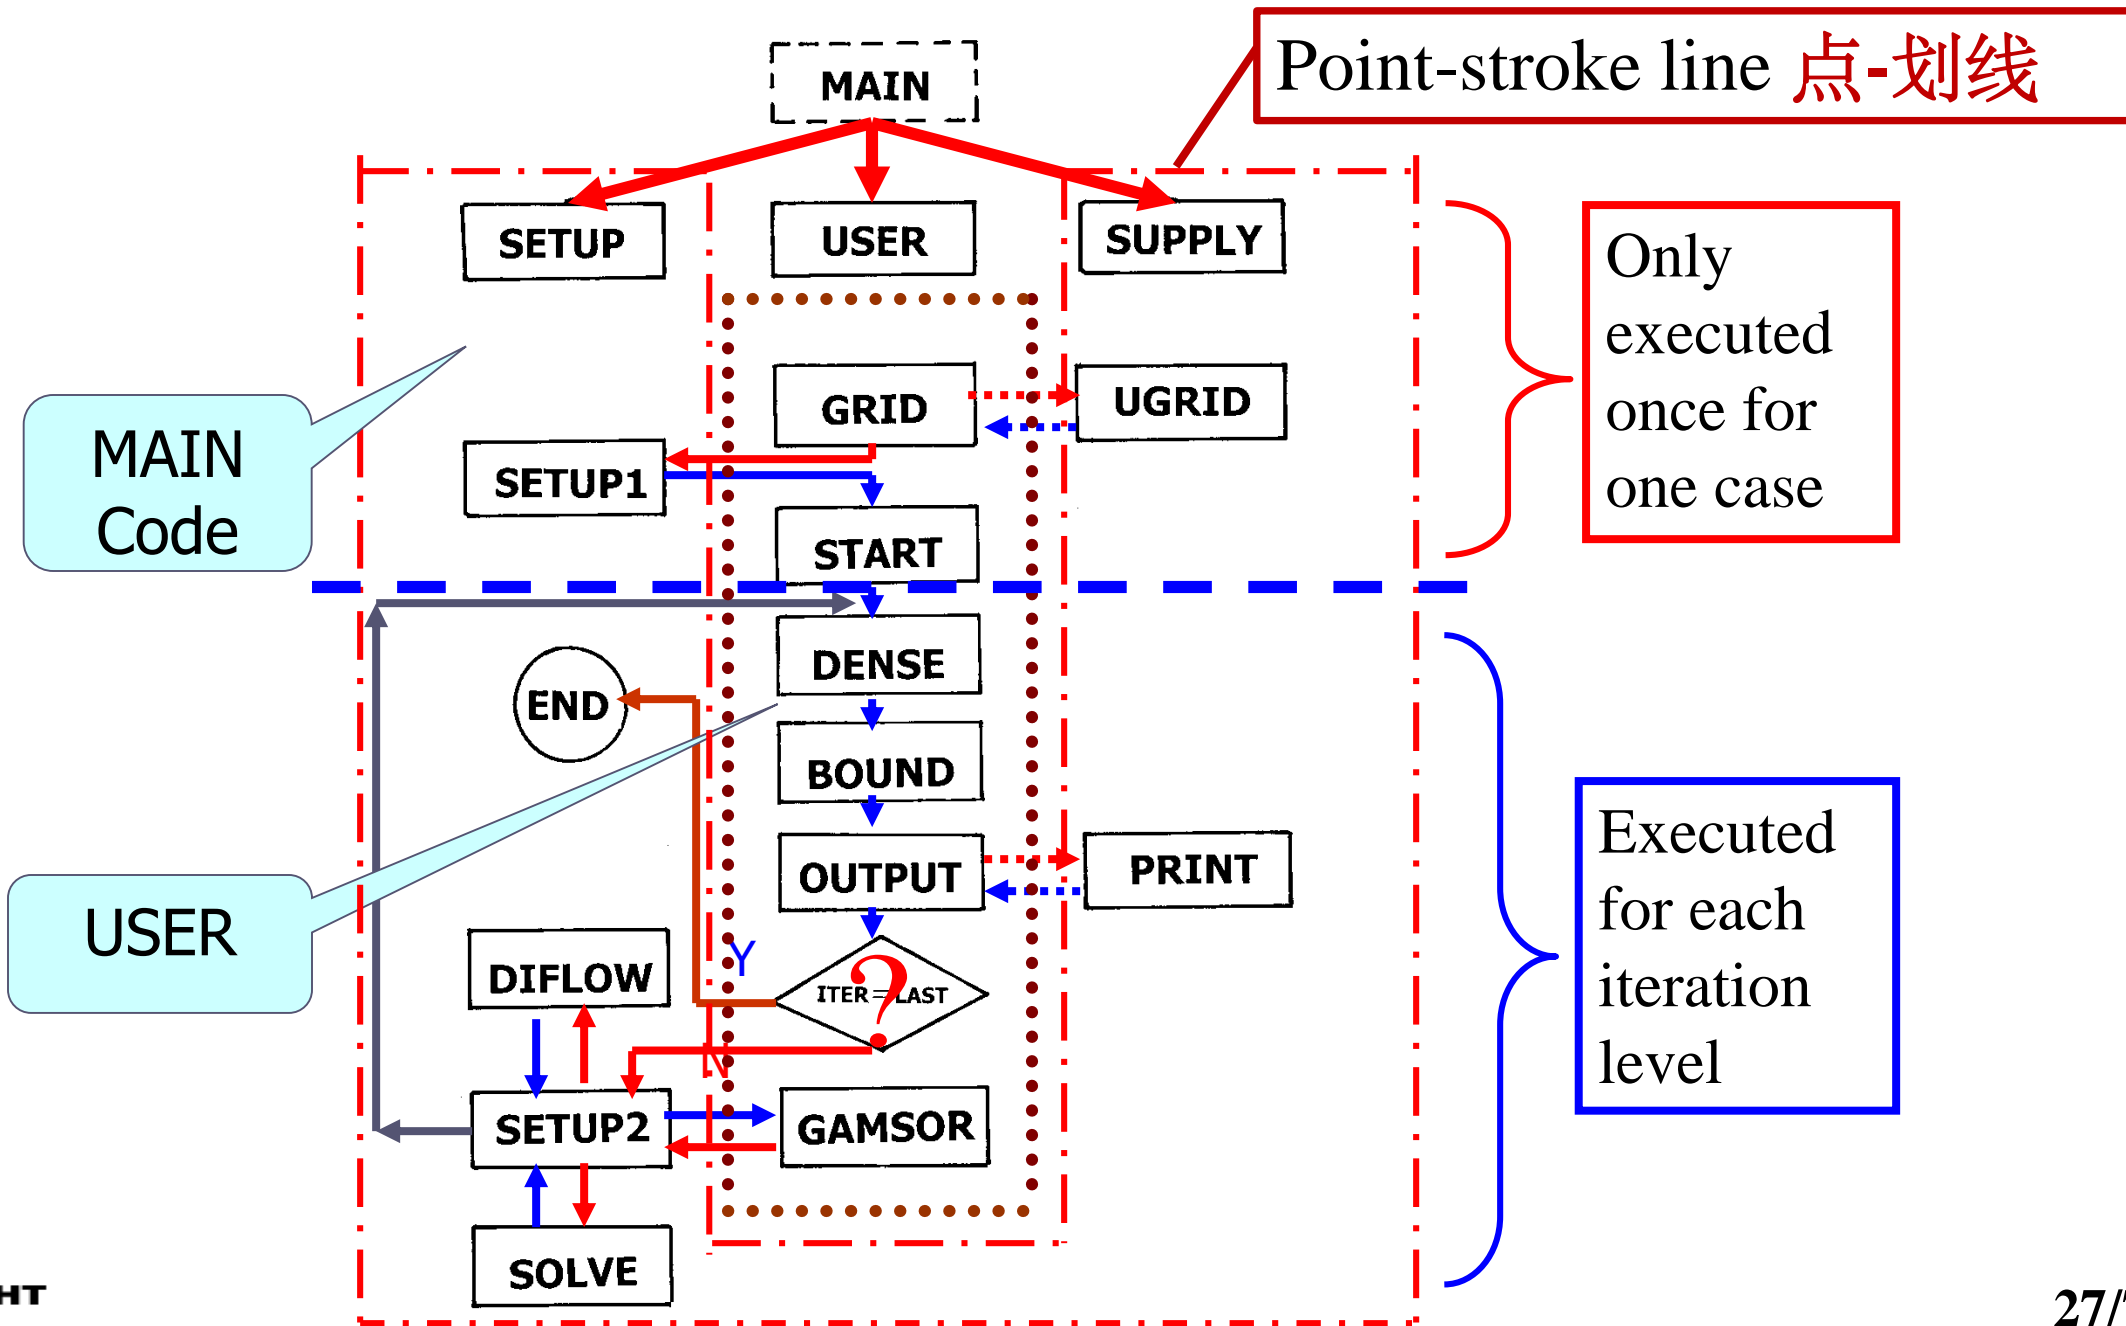 Point-stroke line 点-划线
MAIN
SETUP
USER
SUPPLY
Only
executed
once for
one case
GRID
UGRID
MAIN
Code
SETUP1
START
DENSE
END
BOUND
Executed
for each
iteration
level
OUTPUT
PRINT
USER
Y
DIFLOW
ITER=LAST
?
N
SETUP2
GAMSOR
SOLVE
27/